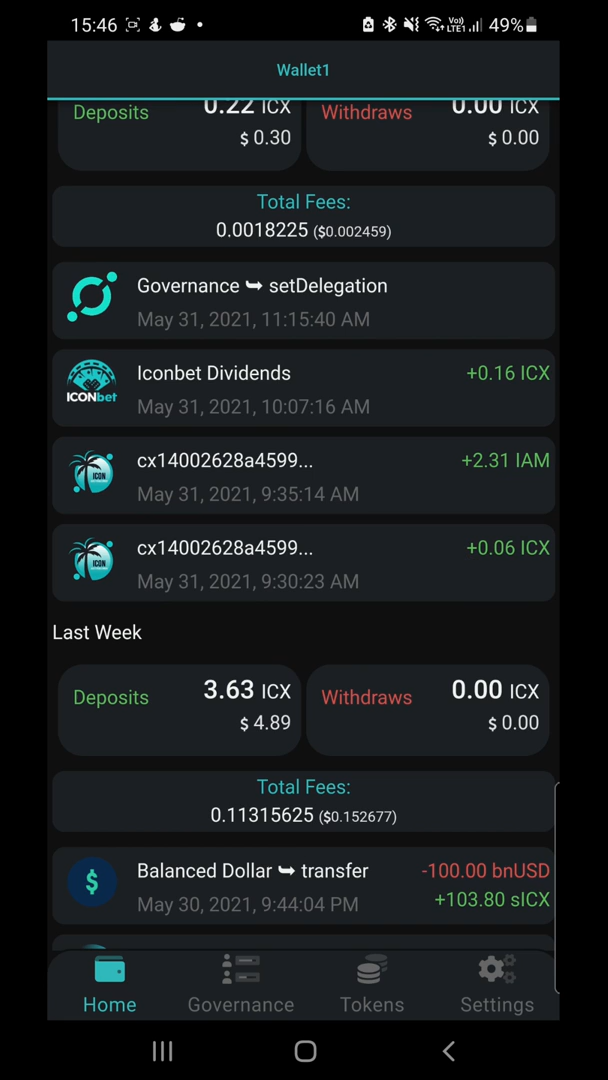 15:46 Vo)) LTE1 49%
Wallet1
Deposits 0.22 ICX
$ 0.30
Withdraws 0.00 ICX
$ 0.00
Total Fees:
0.0018225 ($0.002459)
Governance ➥ setDelegation
May 31, 2021, 11:15:40 AM
ICONbet
Iconbet Dividends +0.16 ICX
May 31, 2021, 10:07:16 AM
ICON
cx14002628a4599... +2.31 IAM
May 31, 2021, 9:35:14 AM
ICON
cx14002628a4599... +0.06 ICX
May 31, 2021, 9:30:23 AM
Last Week
Deposits 3.63 ICX
$ 4.89
Withdraws 0.00 ICX
$ 0.00
Total Fees:
0.11315625 ($0.152677)
$
Balanced Dollar ➥ transfer -100.00 bnUSD
May 30, 2021, 9:44:04 PM +103.80 sICX
Home Governance Tokens Settings